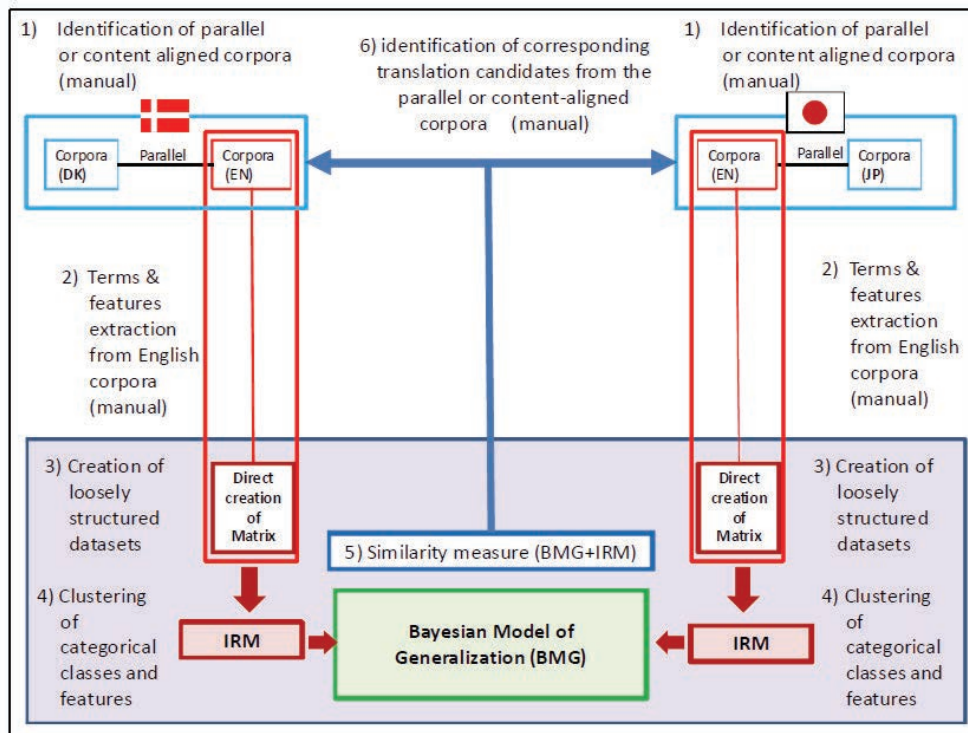 1) Identification of parallel
or content aligned corpora
(manual)
6) identification of corresponding
translation candidates from the
parallel or content-aligned
corpora (manual)
1) Identification of parallel
or content aligned corpora
(manual)
Corpora
(DK)
Parallel
Corpora
(EN)
Corpora
(EN)
Parallel
Corpora
(JP)
2) Terms &
features
extraction
from English
corpora
(manual)
2) Terms &
features
extraction
from English
corpora
(manual)
3) Creation of
loosely
structured
datasets
Direct
creation
of
Matrix
5) Similarity measure (BMG+IRM)
Direct
creation
of
Matrix
3) Creation of
loosely
structured
datasets
4) Clustering
of
categorical
classes and
features
IRM
Bayesian Model of
Generalization (BMG)
IRM
4) Clustering
of
categorical
classes and
features